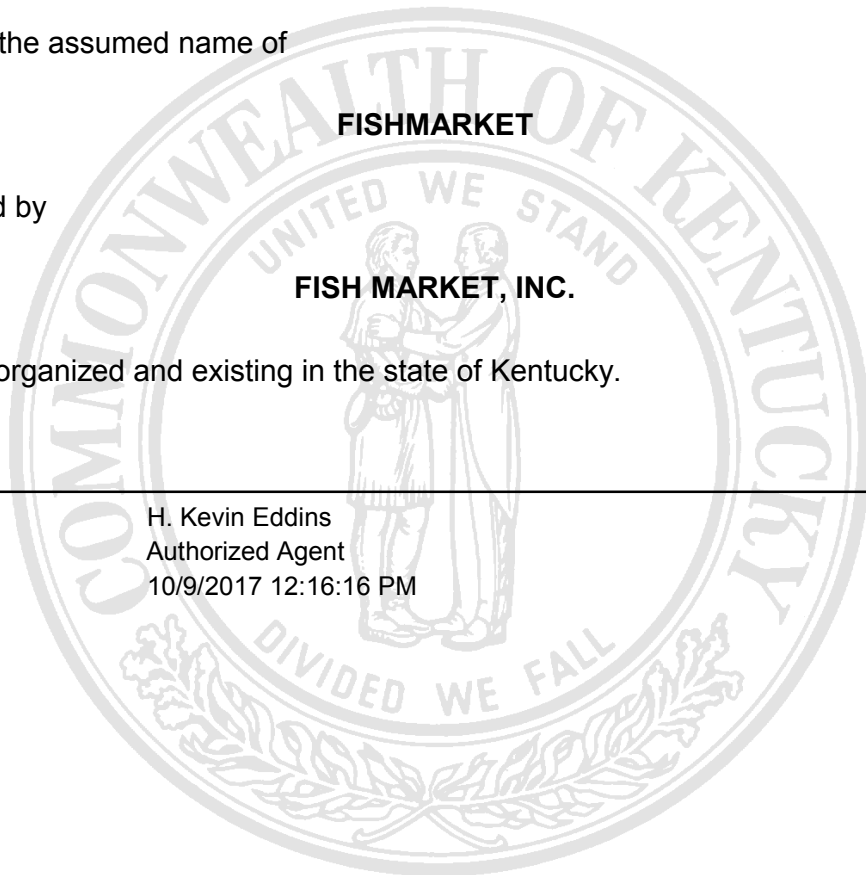 the assumed name of
FISHMARKET
d by
FISH MARKET, INC.
organized and existing in the state of Kentucky.
H. Kevin Eddins
Authorized Agent
10/9/2017 12:16:16 PM
COMMONWEALTH OF KENTUCKY
UNITED WE STAND
DIVIDED WE FALL